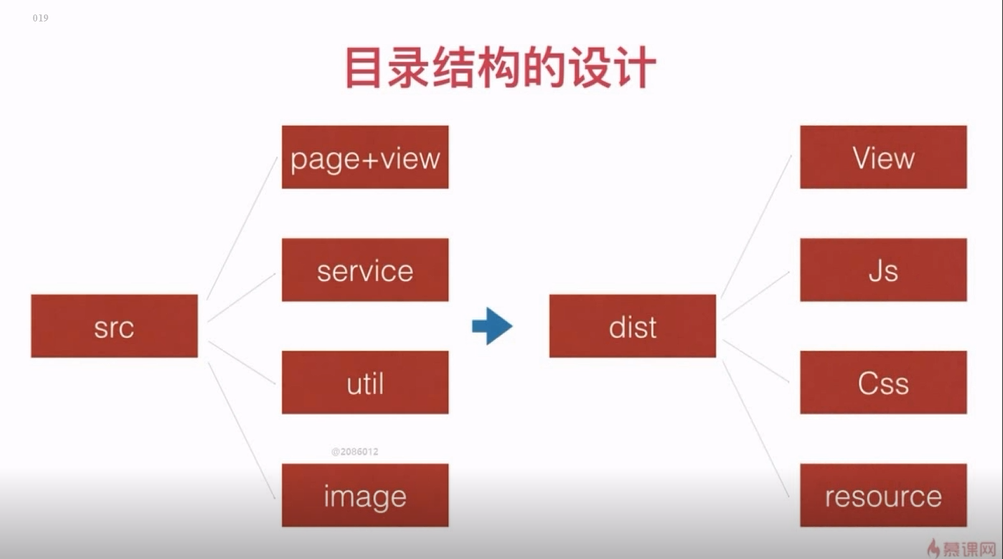 019
目录结构的设计
page+view
service
src
util
image
View
Js
dist
Css
resource
@2086012
慕课网